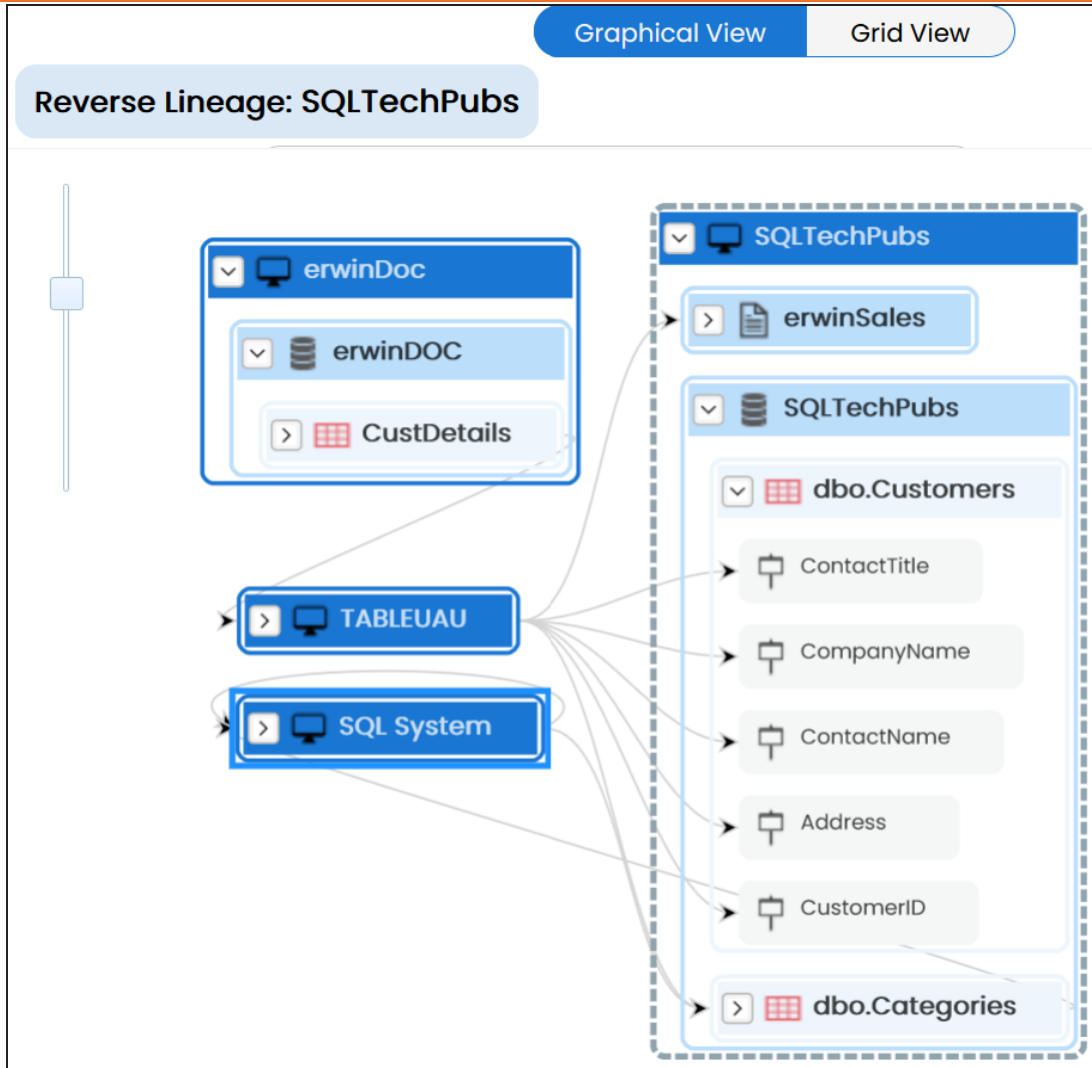 Graphical View
Grid View
Reverse Lineage: SQLTechPubs
erwinDoc
erwinDOC
CustDetails
TABLEUAU
SQL System
SQLTechPubs
erwinSales
SQLTechPubs
dbo.Customers
ContactTitle
CompanyName
ContactName
Address
CustomerID
dbo.Categories